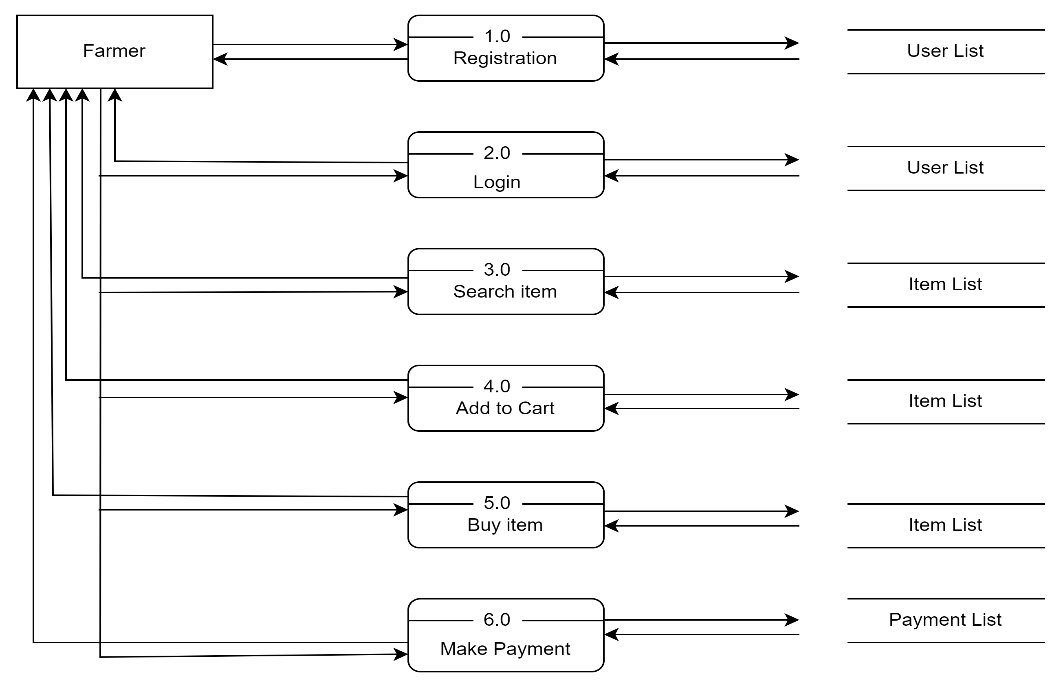 Farmer
1.0
Registration
User List
2.0
Login
User List
3.0
Search item
Item List
4.0
Add to Cart
Item List
5.0
Buy item
Item List
6.0
Make Payment
Payment List